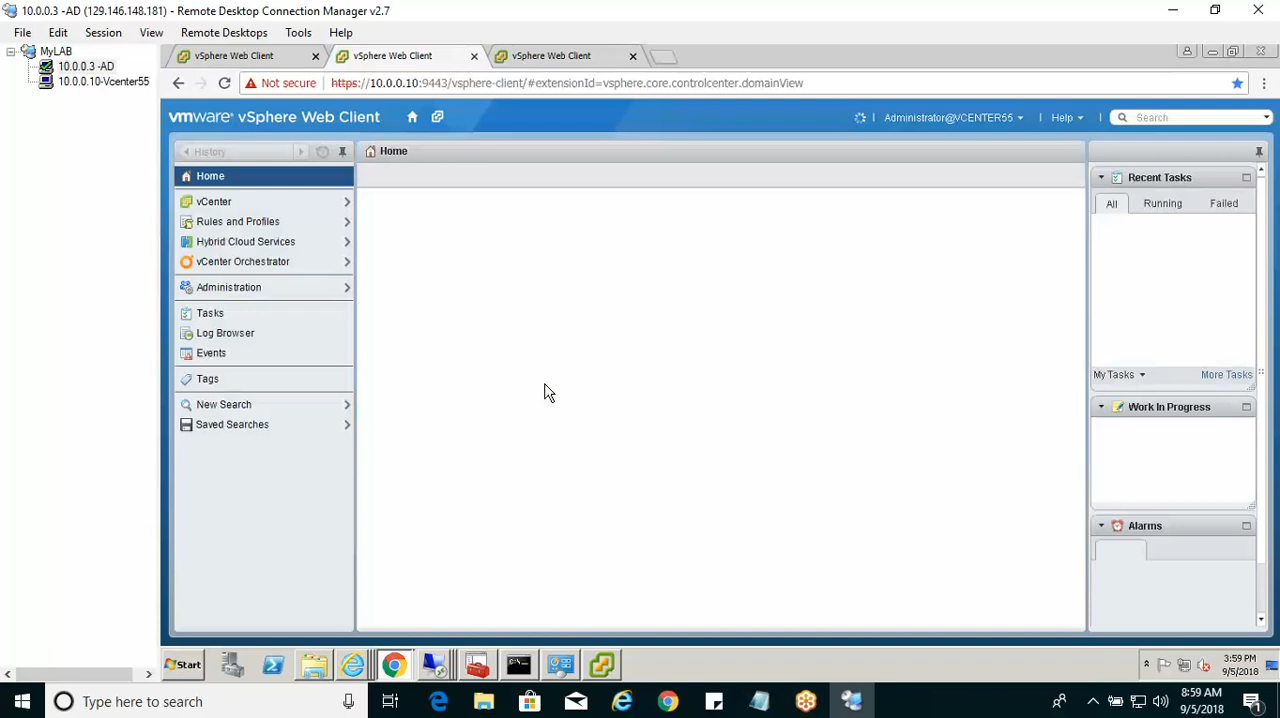 10.0.0.3 -AD (129.146.148.181) - Remote Desktop Connection Manager v2.7
File Edit Session View Remote Desktops Tools Help
MyLAB
10.0.0.3 -AD
10.0.0.10-Vcenter55
vSphere Web Client
vSphere Web Client
vSphere Web Client
Not secure https://10.0.0.10:9443/vsphere-client/#extensionId=vsphere.core.controlcenter.domainView
vmware vSphere Web Client
Administrator@VCENTER55
Help
Search
History
Home
Home
vCenter
Rules and Profiles
Hybrid Cloud Services
vCenter Orchestrator
Administration
Tasks
Log Browser
Events
Tags
New Search
Saved Searches
Recent Tasks
All Running Failed
My Tasks More Tasks
Work In Progress
Alarms
Start
3:59 PM
9/5/2018
Type here to search
8:59 AM
9/5/2018
1